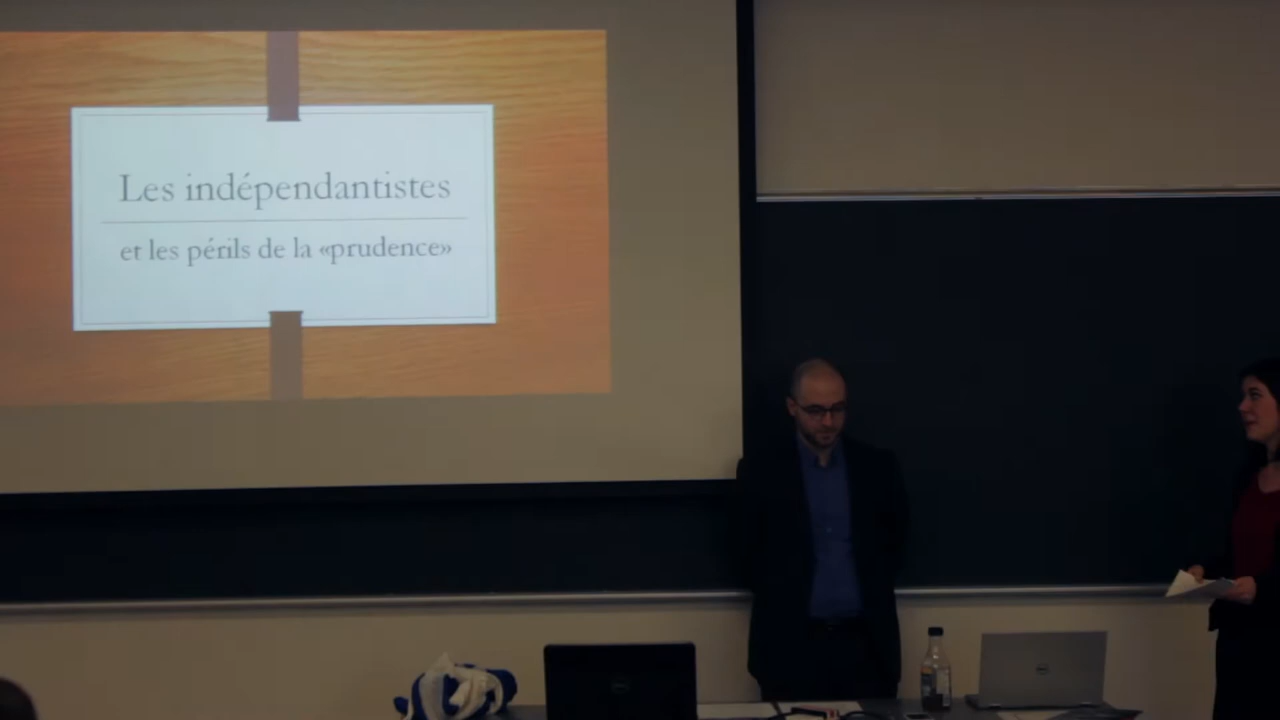 Les indépendantistes
et les périls de la «prudence»